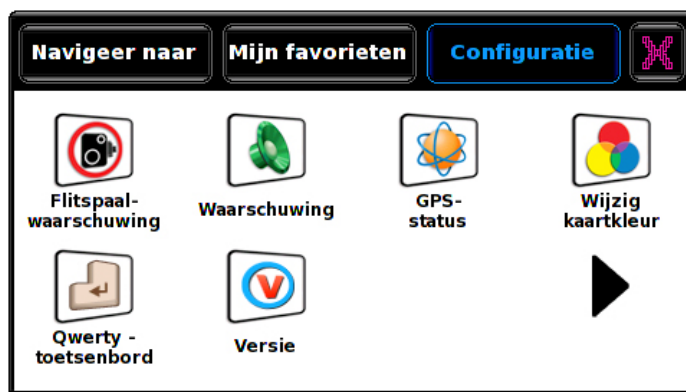 Navigeer naar
Mijn favorieten
Configuratie
Flitspaal-
waarschuwing
Waarschuwing
GPS-
status
Wijzig
kaartkleur
Qwerty -
toetsenbord
V
Versie